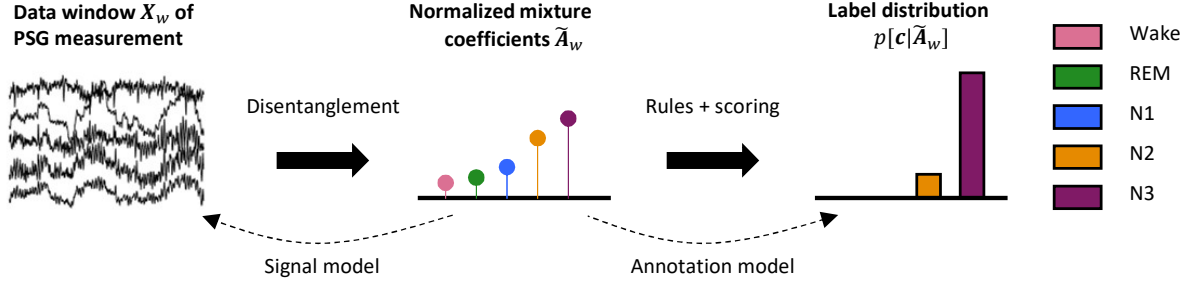 Data window X_w of
PSG measurement
Normalized mixture
coefficients Ã_w
Label distribution
p[c|Ã_w]
Disentanglement
Rules + scoring
Signal model
Annotation model
Wake
REM
N1
N2
N3